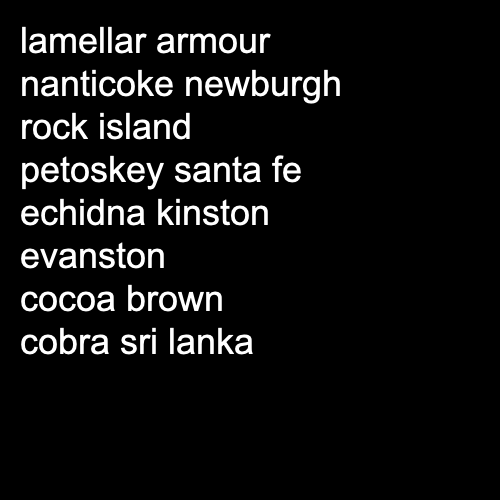 lamellar armour
nanticoke newburgh
rock island
petoskey santa fe
echidna kinston
evanston
cocoa brown
cobra sri lanka